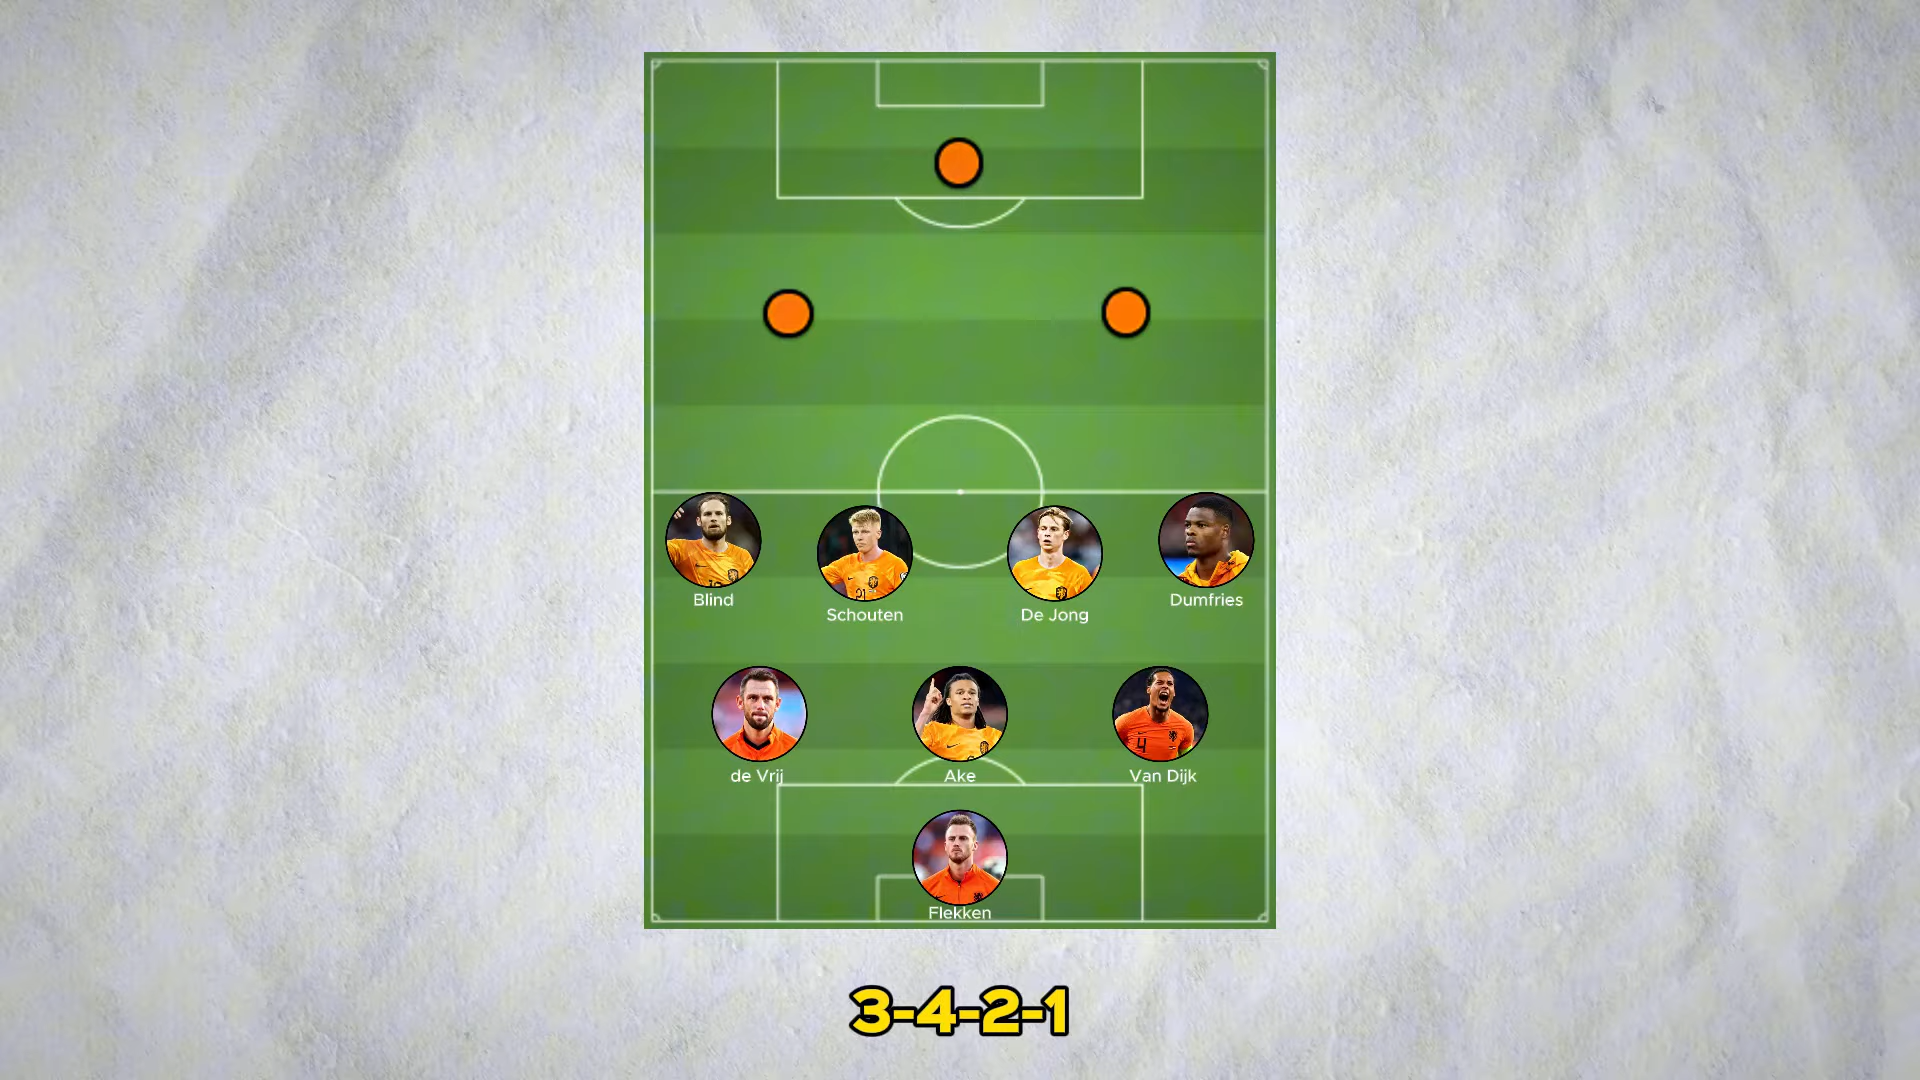 Blind
Schouten
De Jong
Dumfries
de Vrij
Ake
Van Dijk
Flekken
3-4-2-1